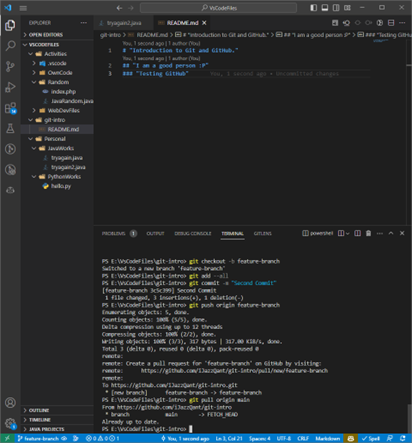 EXPLORER
OPEN EDITORS
VSCODEFILES
Activities
.vscode
OwnCode
Random
index.php
JavaRandom.java
WebDevFiles
git-intro
README.md
Personal
JavaWorks
tryagain.java
tryagain2.java
PythonWorks
hello.py
OUTLINE
TIMELINE
JAVA PROJECTS
tryagain2.java
README.md
git-intro > README.md > # "Introduction to Git and GitHub." > ## "I am a good person :P" > ### "Testing GitHub"
You, 1 second ago | 1 author (You)
1 # "Introduction to Git and GitHub."
You, 1 second ago | 1 author (You)
2 ## "I am a good person :P"
3 ### "Testing GitHub" You, 1 second ago • Uncommitted changes
PROBLEMS 1 OUTPUT DEBUG CONSOLE TERMINAL GITLENS
powershell
PS E:\VsCodeFiles\git-intro> git checkout -b feature-branch
Switched to a new branch 'feature-branch'
PS E:\VsCodeFiles\git-intro> git add --all
PS E:\VsCodeFiles\git-intro> git commit -m "Second Commit"
[feature-branch 3c5c399] Second Commit
1 file changed, 3 insertions(+), 1 deletion(-)
PS E:\VsCodeFiles\git-intro> git push origin feature-branch
Enumerating objects: 5, done.
Counting objects: 100% (5/5), done.
Delta compression using up to 12 threads
Compressing objects: 100% (2/2), done.
Writing objects: 100% (3/3), 317 bytes | 317.00 KiB/s, done.
Total 3 (delta 0), reused 0 (delta 0), pack-reused 0
remote:
remote: Create a pull request for 'feature-branch' on GitHub by visiting:
remote: https://github.com/iJazzQant/git-intro/pull/new/feature-branch
remote:
To https://github.com/iJazzQant/git-intro.git
* [new branch] feature-branch -> feature-branch
PS E:\VsCodeFiles\git-intro> git pull origin main
From https://github.com/iJazzQant/git-intro
* branch main -> FETCH_HEAD
Already up to date.
PS E:\VsCodeFiles\git-intro>
feature-branch
0 0 1
You, 1 second ago
Ln 3, Col 21
Spaces: 4
UTF-8
CRLF
Markdown
Spell